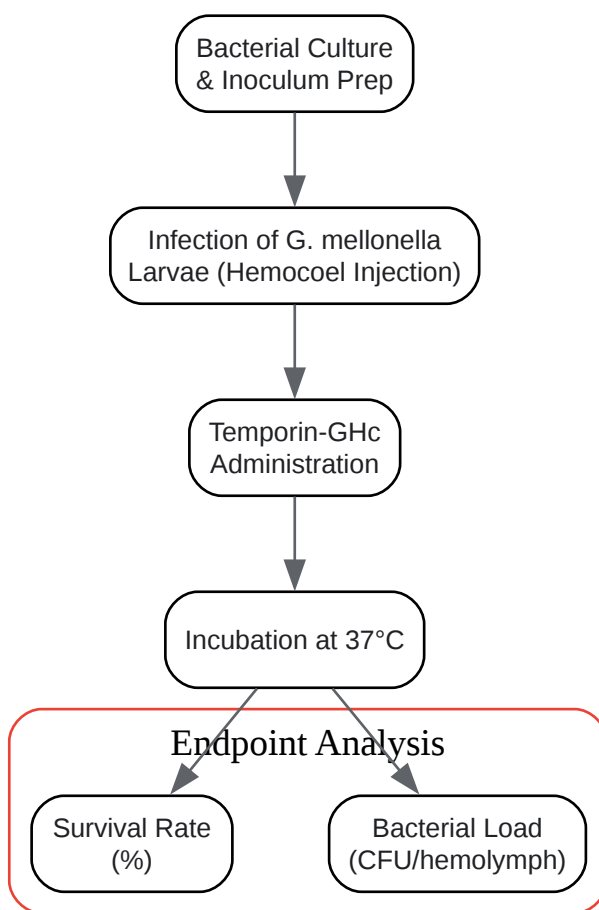 Bacterial Culture
& Inoculum Prep
Infection of G. mellonella
Larvae (Hemocoel Injection)
Temporin-GHc
Administration
Incubation at 37°C
Endpoint Analysis
Survival Rate
(%)
Bacterial Load
(CFU/hemolymph)